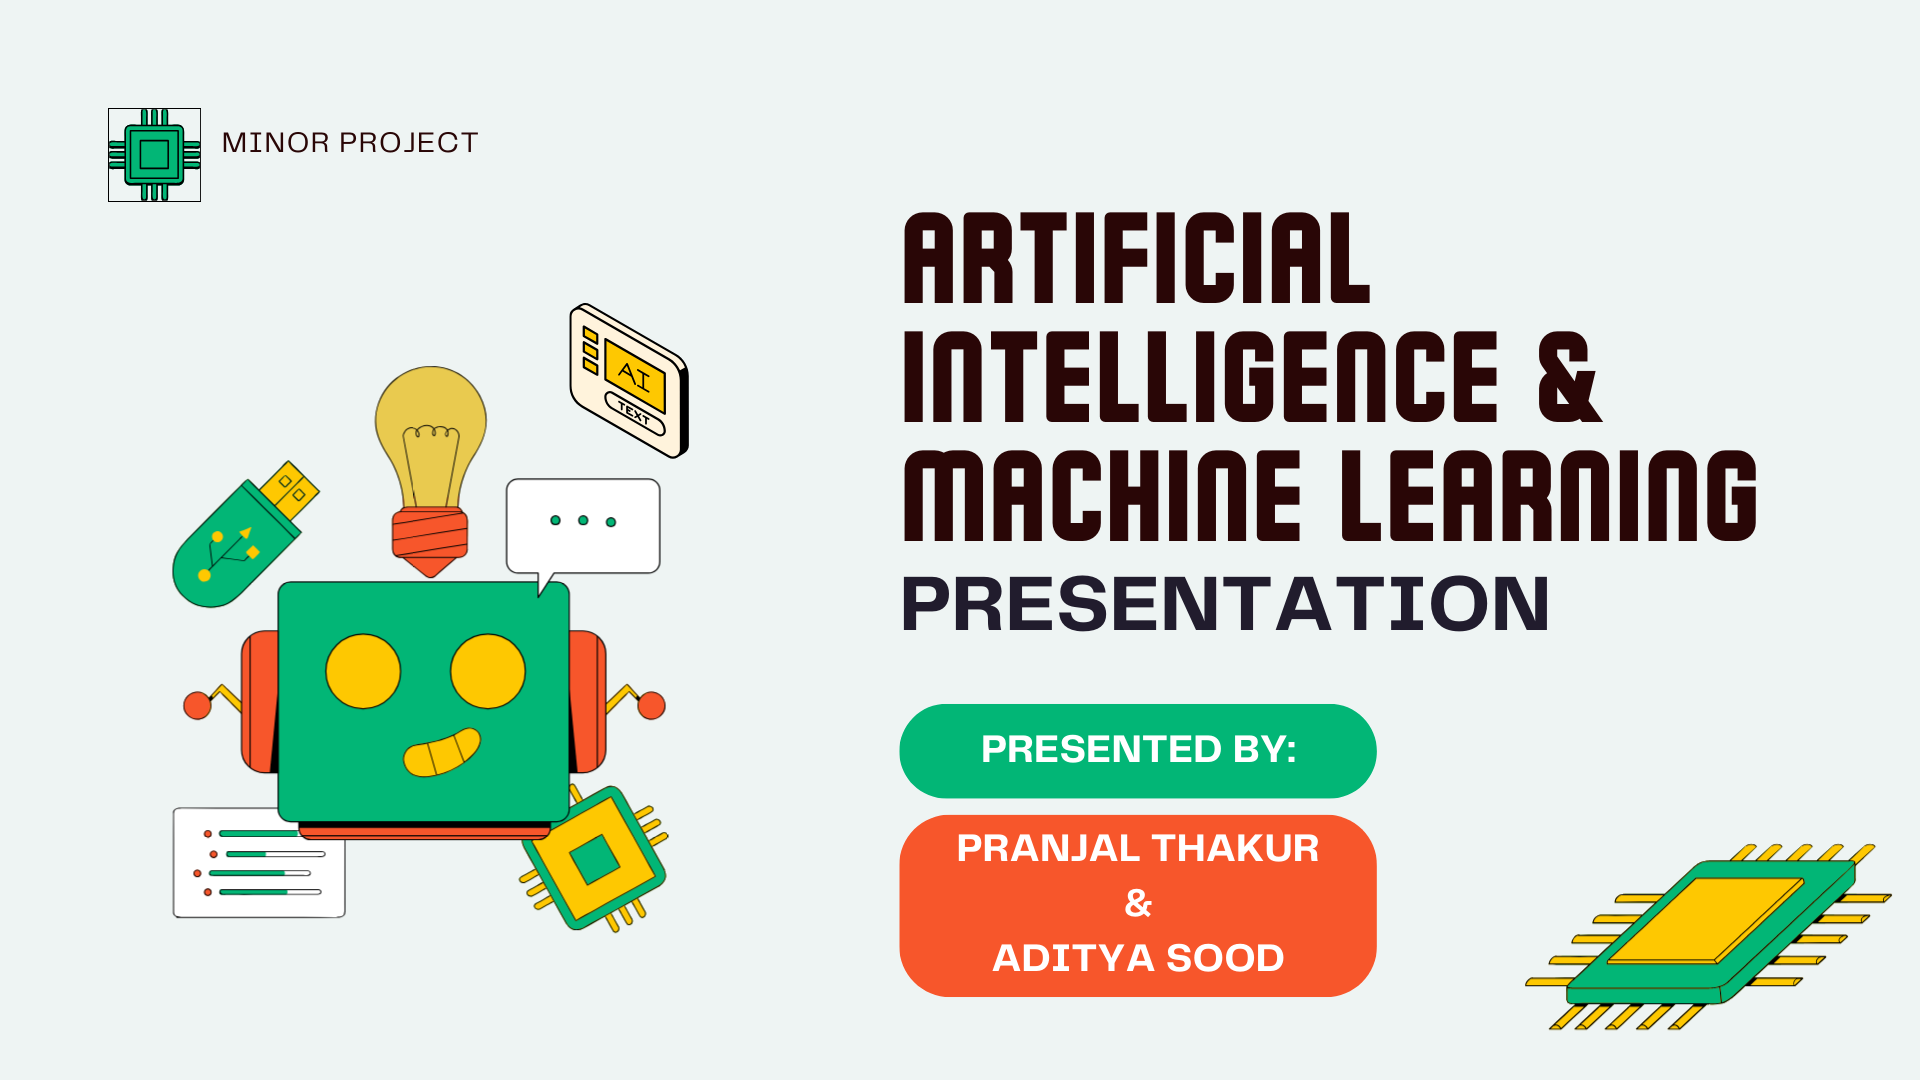 MINOR PROJECT
ARTIFICIAL
INTELLIGENCE &
MACHINE LEARNING
PRESENTATION
AI
TEXT
PRESENTED BY:
PRANJAL THAKUR
&
ADITYA SOOD